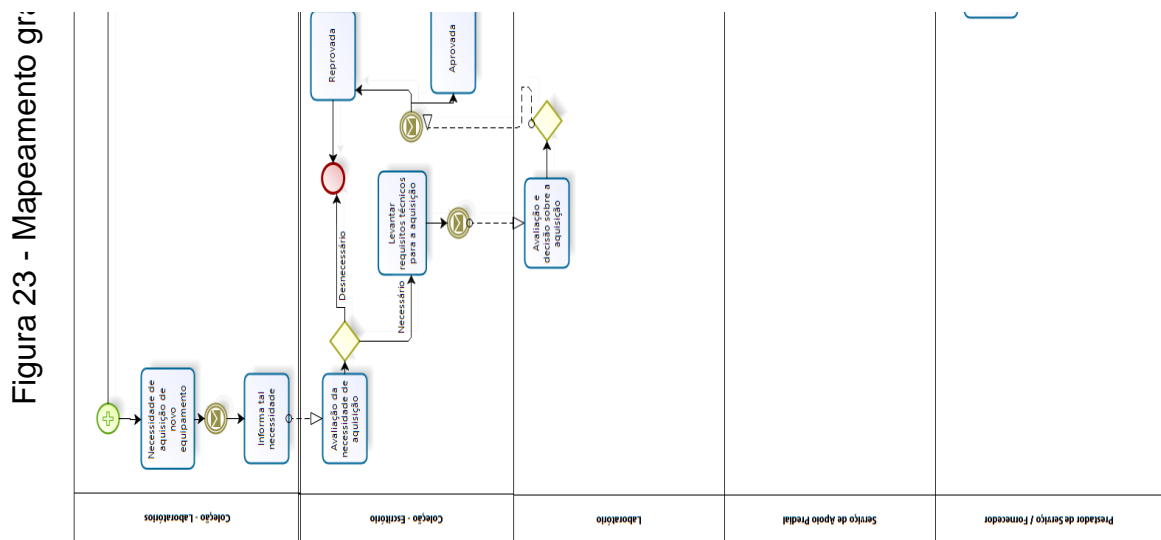 Figura 23 - Mapeamento gra
Reprovada
Aprovada
Levantar
requisitos técnicos
para a aquisição
Avaliação e
decisão sobre a
aquisição
Desnecessário
Necessário
Necessidade de
aquisição de
novo
equipamento
Informa tal
necessidade
Avaliação da
necessidade de
aquisição
Coleção - Laboratórios
Coleção - Escritório
Laboratório
Serviço de Apoio Predial
Prestador de Serviço / Fornecedor